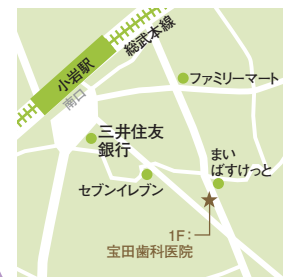 小岩駅
総武本線
南口
ファミリーマート
三井住友
銀行
まい
ばすけっと
セブンイレブン
1F:
宝田歯科医院